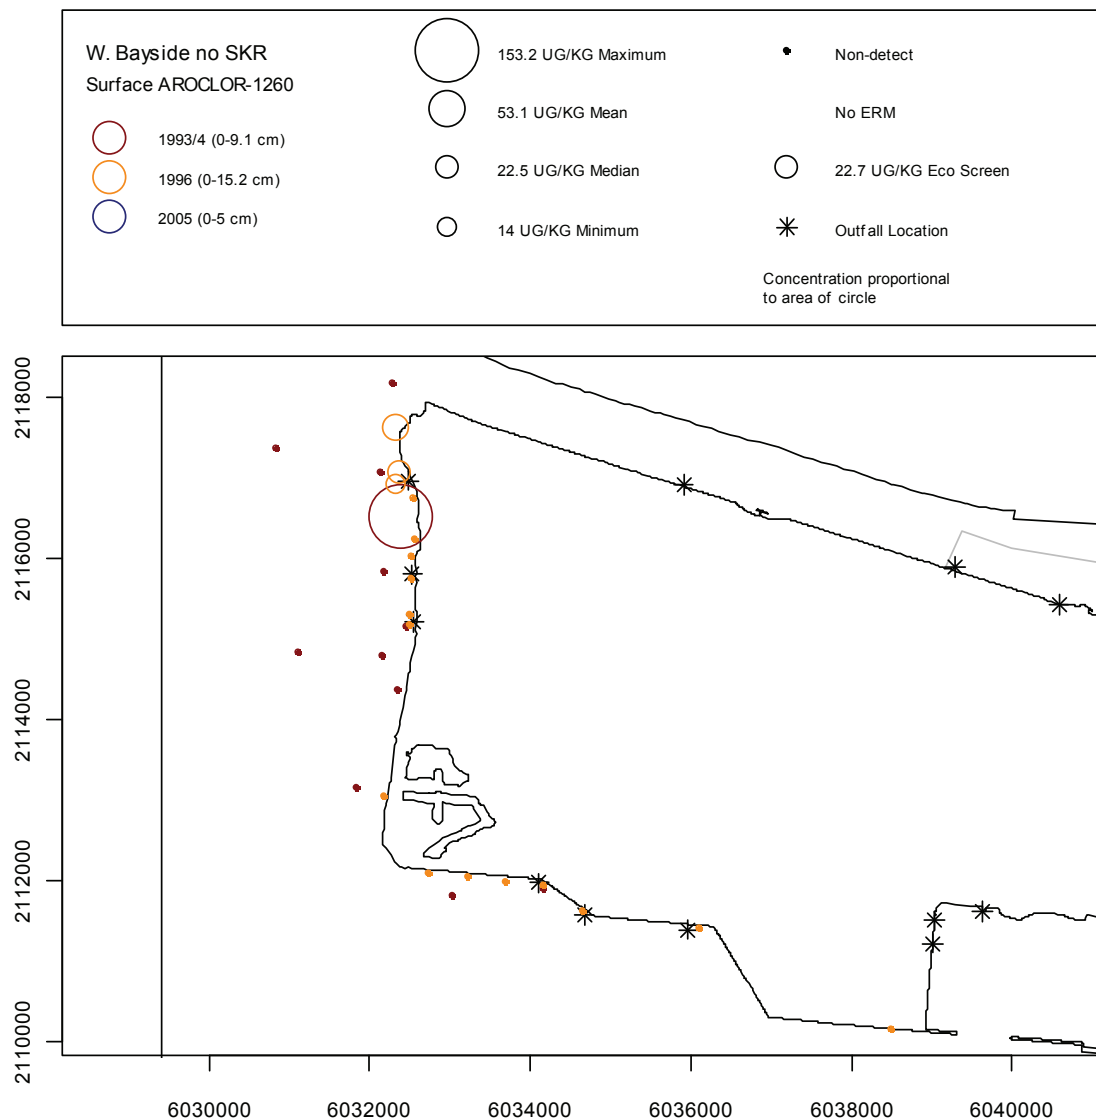 W. Bayside no SKR
Surface AROCLOR-1260
1993/4 (0-9.1 cm)
1996 (0-15.2 cm)
2005 (0-5 cm)
153.2 UG/KG Maximum
53.1 UG/KG Mean
22.5 UG/KG Median
14 UG/KG Minimum
Non-detect
No ERM
22.7 UG/KG Eco Screen
Outfall Location
Concentration proportional
to area of circle
2118000
2116000
2114000
2112000
2110000
6030000 6032000 6034000 6036000 6038000 6040000